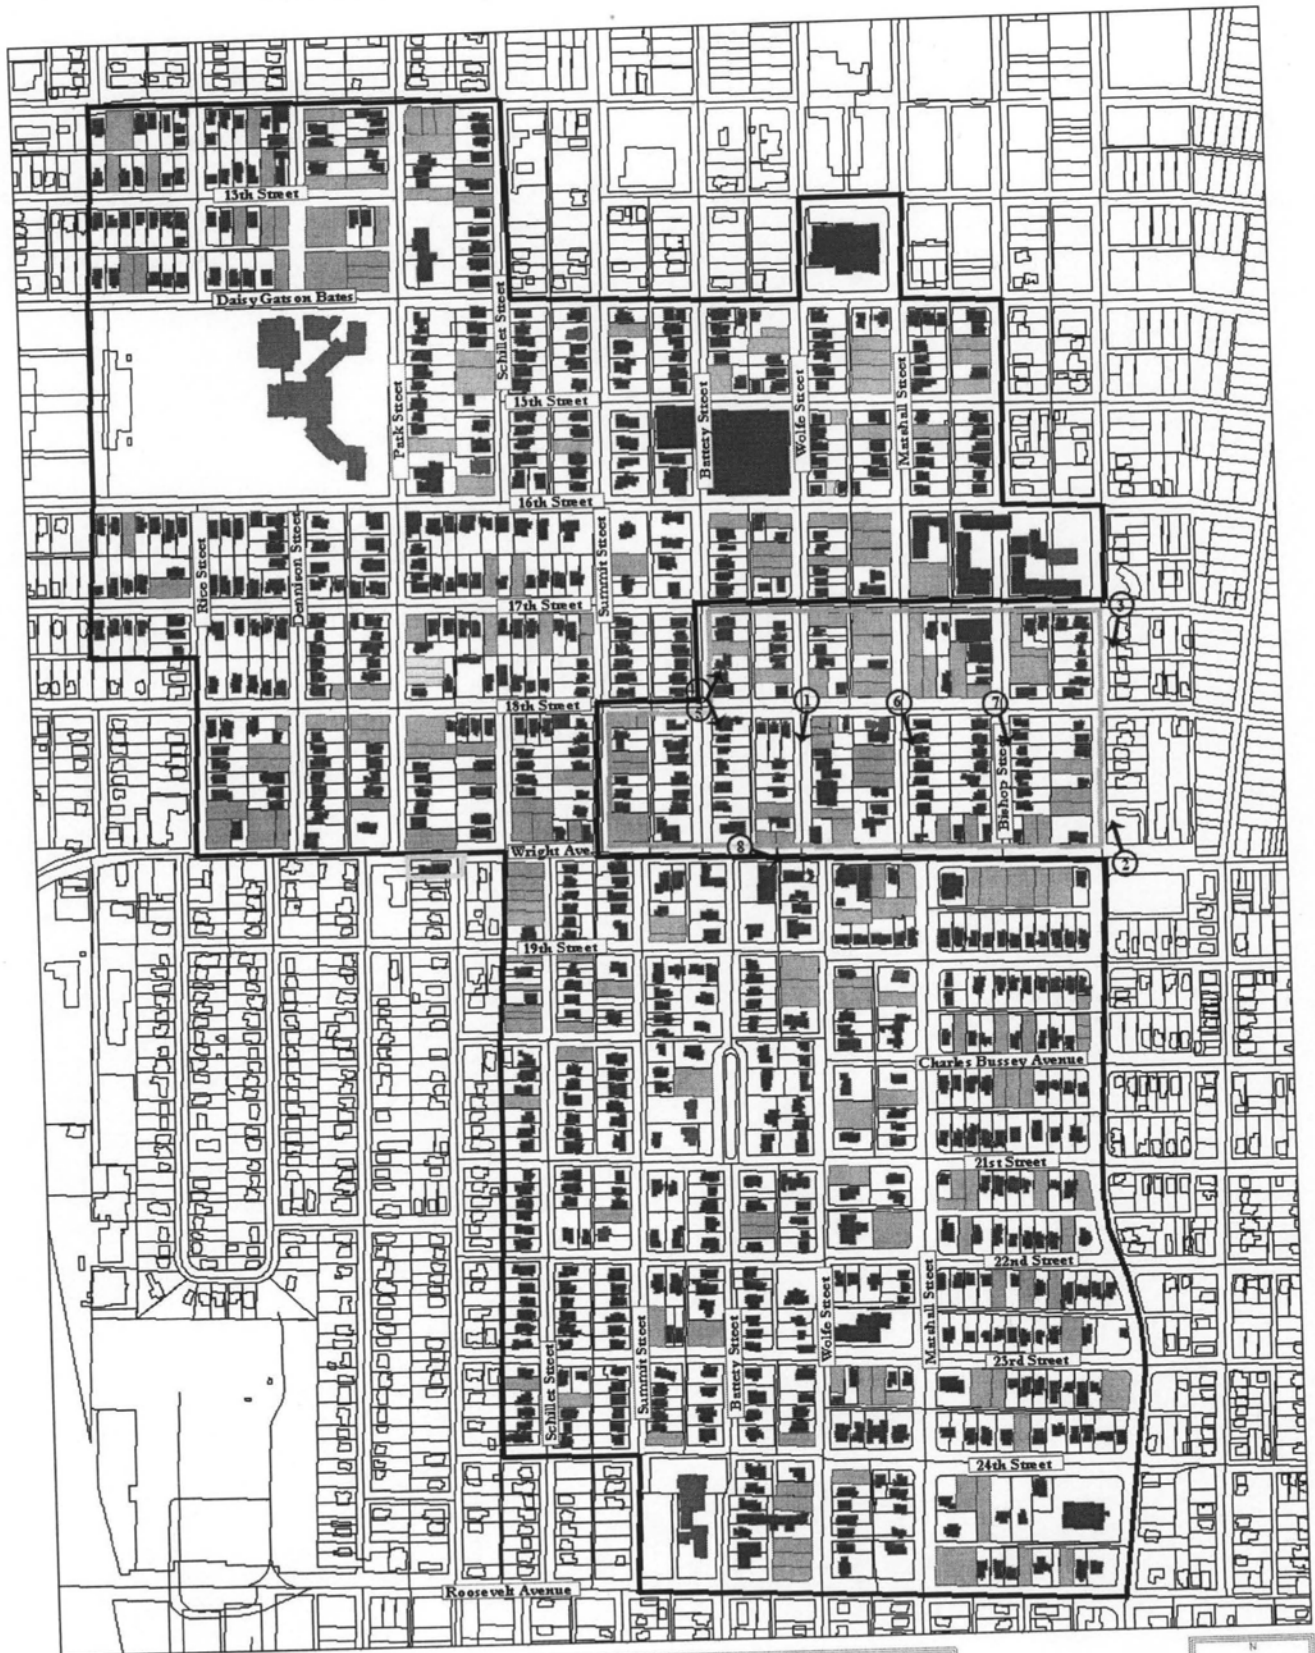 13th Street
Daisy Gatson Bates
Schiller Street
Park Street
15th Street
Battery Street
Wolfe Street
Marshall Street
16th Street
Rice Street
Dennison Street
Summit Street
17th Street
3
18th Street
1
6
7
Bishop Street
Wright Ave.
8
2
19th Street
Charles Bussey Avenue
21st Street
22nd Street
Schiller Street
Summit Street
Battery Street
Wolfe Street
Marshall Street
23rd Street
24th Street
Roosevelt Avenue
N